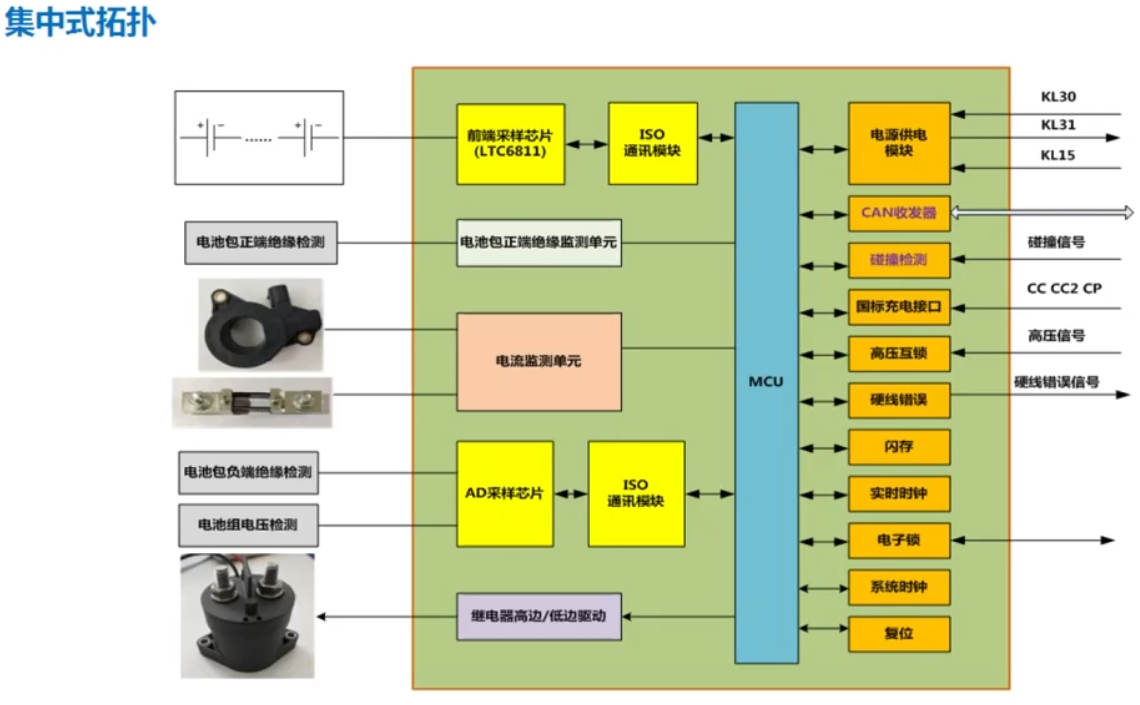 集中式拓扑
KL30
KL31
KL15
前端采样芯片
(LTC6811)
ISO
通讯模块
电源供电
模块
+ - ...... + -
CAN收发器
电池包正端绝缘检测
电池包正端绝缘监测单元
碰撞信号
碰撞检测
CC CC2 CP
国标充电接口
高压信号
高压互锁
电流监测单元
MCU
硬线错误信号
硬线错误
闪存
电池包负端绝缘检测
AD采样芯片
ISO
通讯模块
实时时钟
电池组电压检测
电子锁
系统时钟
继电器高边/低边驱动
复位